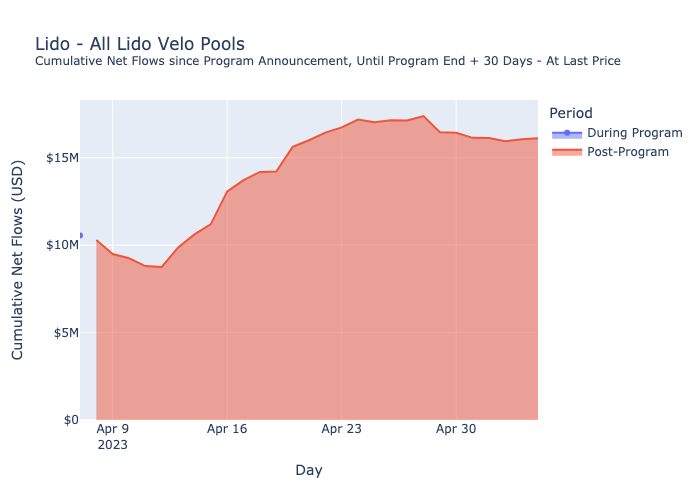 Lido - All Lido Velo Pools
Cumulative Net Flows since Program Announcement, Until Program End + 30 Days - At Last Price
Period
During Program
Post-Program
Cumulative Net Flows (USD)
$15M
$10M
$5M
$0
Apr 9
2023
Apr 16
Apr 23
Apr 30
Day